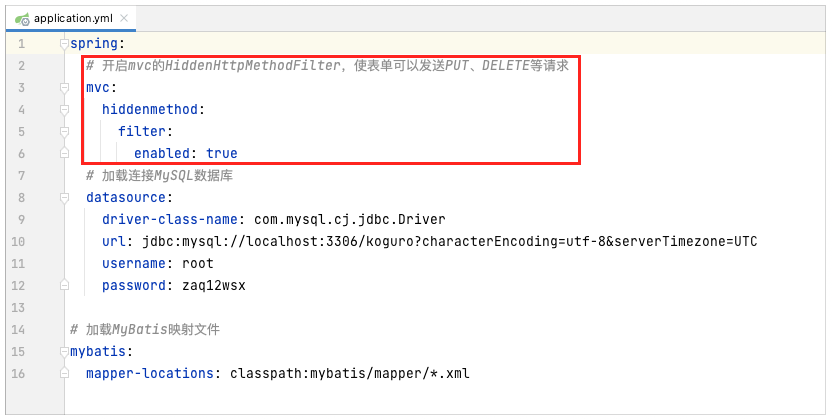 application.yml
1 spring:
2 # 开启mvc的HiddenHttpMethodFilter, 使表单可以发送PUT、DELETE等请求
3 mvc:
4 hiddenmethod:
5 filter:
6 enabled: true
7 # 加载连接MySQL数据库
8 datasource:
9 driver-class-name: com.mysql.cj.jdbc.Driver
10 url: jdbc:mysql://localhost:3306/koguro?characterEncoding=utf-8&serverTimezone=UTC
11 username: root
12 password: zaq12wsx
13
14 # 加载MyBatis映射文件
15 mybatis:
16 mapper-locations: classpath:mybatis/mapper/*.xml